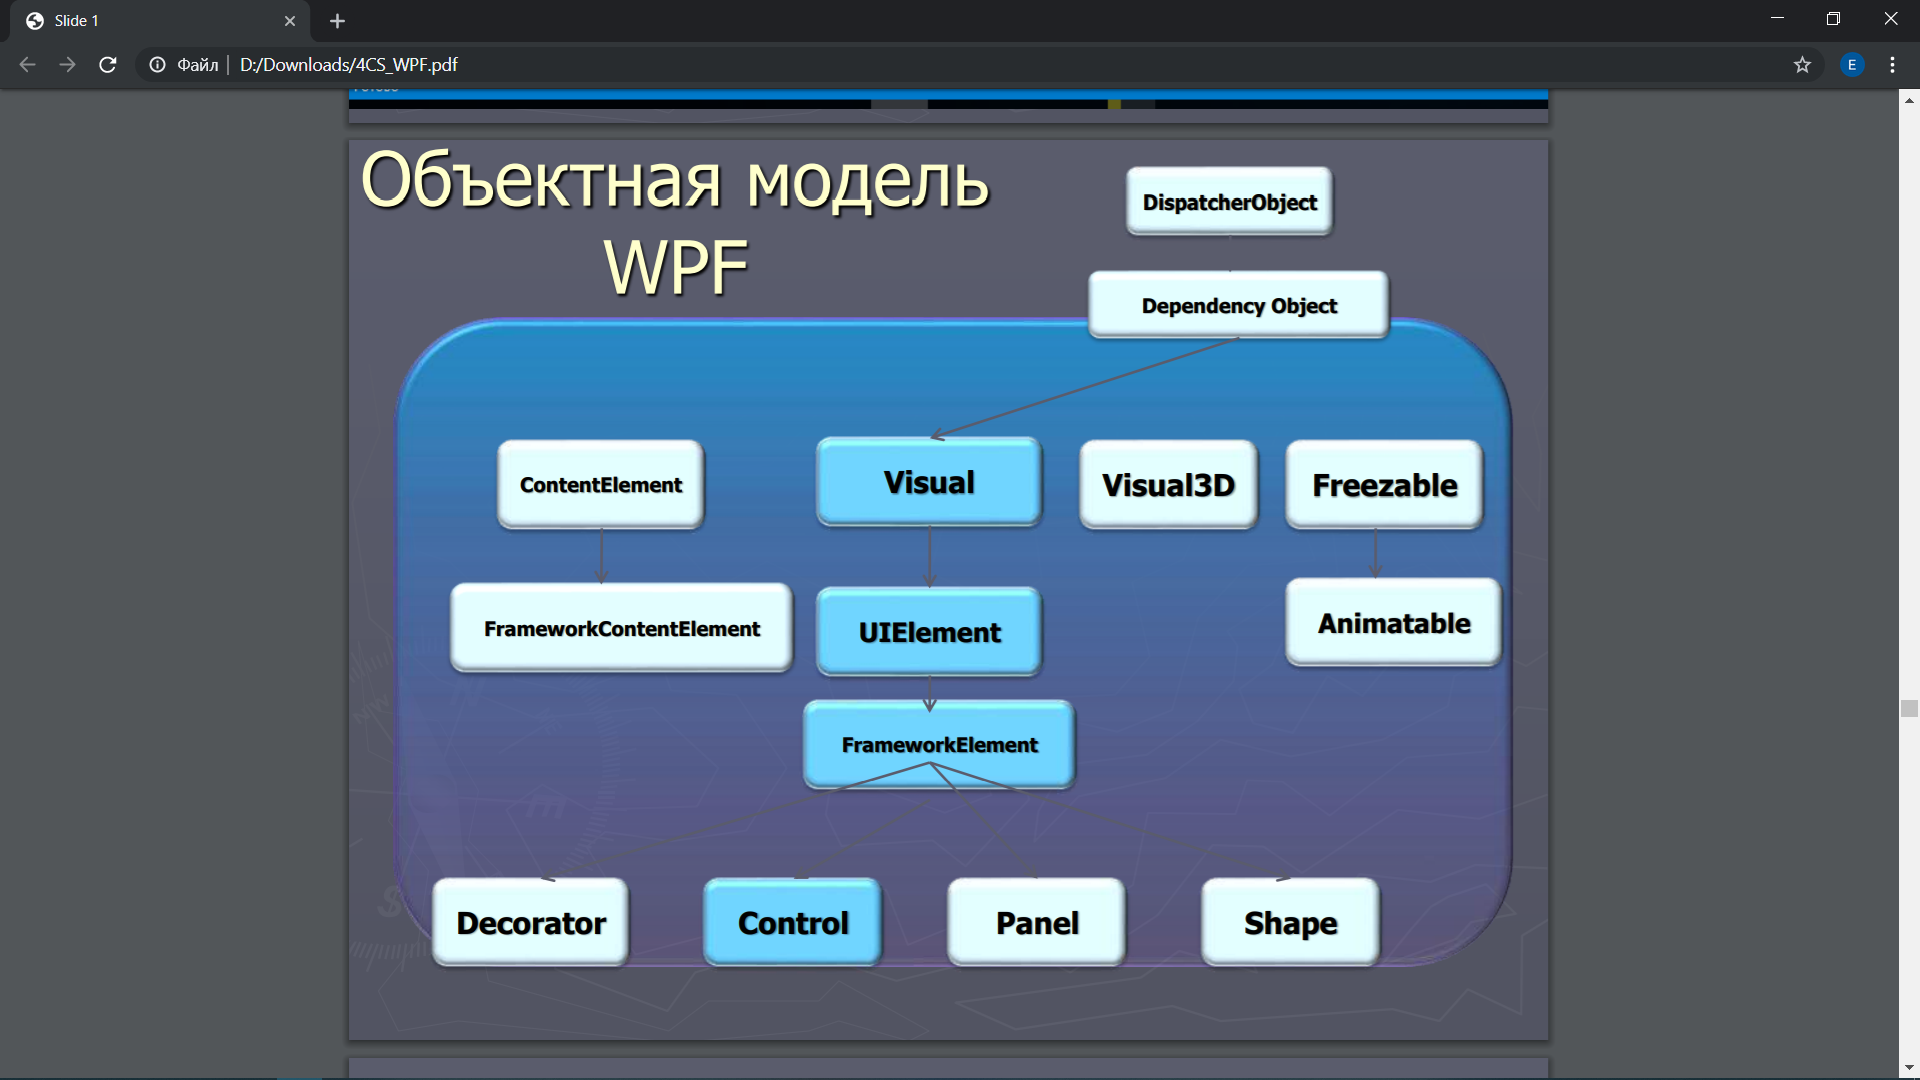 Slide 1
Файл
D:/Downloads/4CS_WPF.pdf
E
Объектная модель
WPF
DispatcherObject
Dependency Object
ContentElement
Visual
Visual3D
Freezable
FrameworkContentElement
UIElement
Animatable
FrameworkElement
Decorator
Control
Panel
Shape